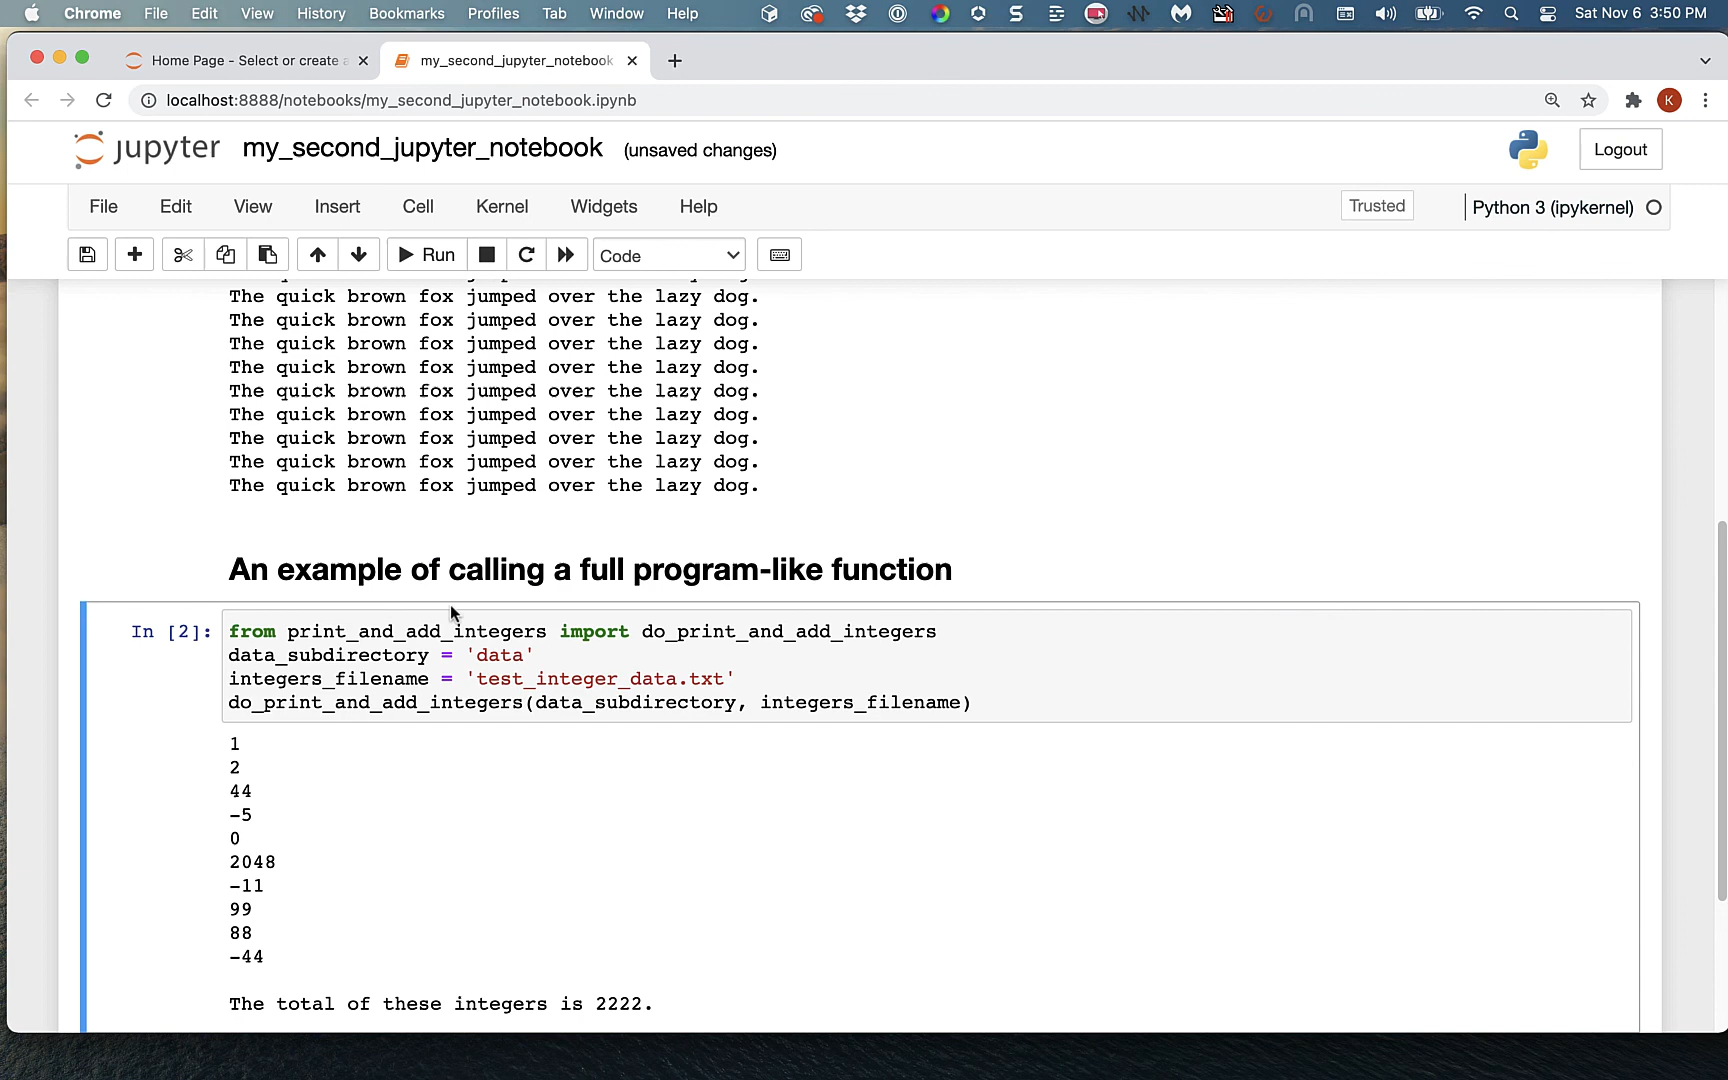 Chrome File Edit View History Bookmarks Profiles Tab Window Help Sat Nov 6 3:50 PM
Home Page - Select or create a my_second_jupyter_notebook
localhost:8888/notebooks/my_second_jupyter_notebook.ipynb K
jupyter my_second_jupyter_notebook (unsaved changes) Logout
File Edit View Insert Cell Kernel Widgets Help Trusted Python 3 (ipykernel)
Run Code
The quick brown fox jumped over the lazy dog.
The quick brown fox jumped over the lazy dog.
The quick brown fox jumped over the lazy dog.
The quick brown fox jumped over the lazy dog.
The quick brown fox jumped over the lazy dog.
The quick brown fox jumped over the lazy dog.
The quick brown fox jumped over the lazy dog.
The quick brown fox jumped over the lazy dog.
The quick brown fox jumped over the lazy dog.
An example of calling a full program-like function
In [2]: from print_and_add_integers import do_print_and_add_integers
data_subdirectory = 'data'
integers_filename = 'test_integer_data.txt'
do_print_and_add_integers(data_subdirectory, integers_filename)
1
2
44
-5
0
2048
-11
99
88
-44
The total of these integers is 2222.